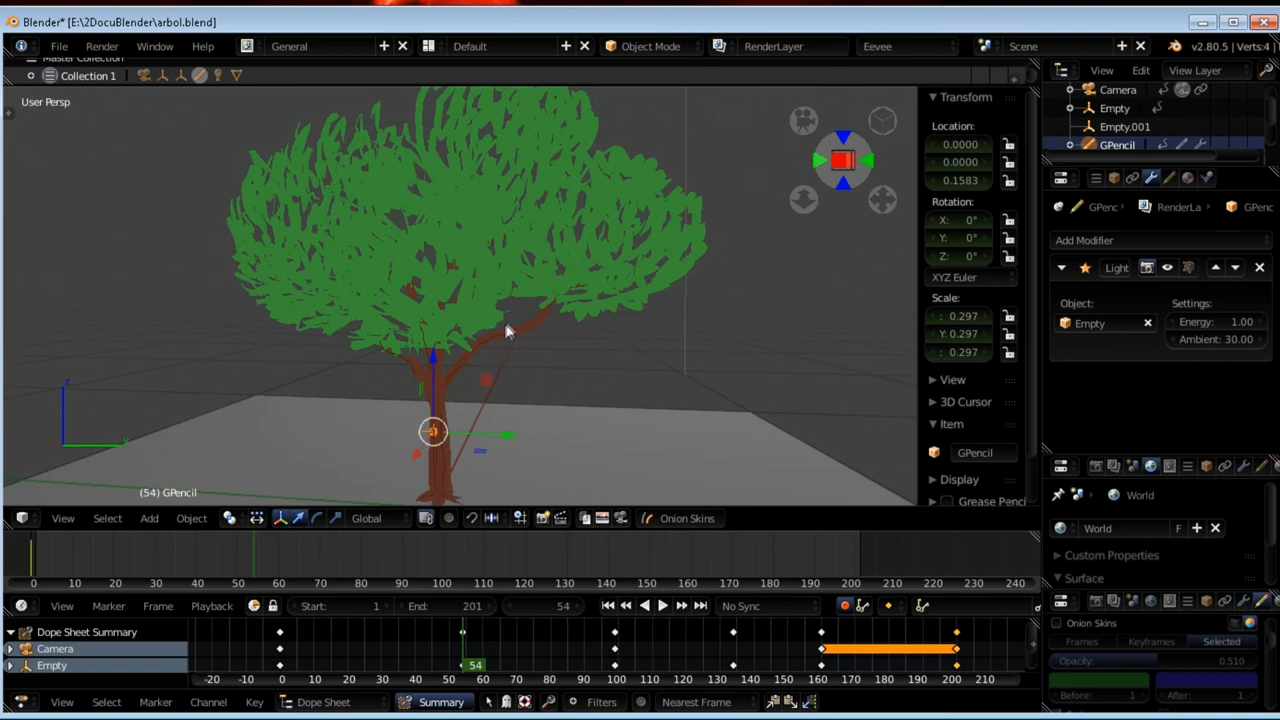 Blender* [E:\2DocuBlender\arbol.blend]
File Render Window Help General Default Object Mode RenderLayer Eevee Scene v2.80.5 | Verts:4 |
Master Collection
Collection 1
View Edit View Layer
User Persp
Camera
Empty
Empty.001
GPencil
Transform
Location:
0.0000
0.0000
0.1583
Rotation:
X: 0°
Y: 0°
Z: 0°
XYZ Euler
Scale:
: 0.297
Y: 0.297
: 0.297
View
3D Cursor
Item
GPencil
Display
Grease Penci
z
y
(54) GPencil
GPenc RenderLa GPenc
Add Modifier
Light
Object: Settings:
Empty Energy: 1.00
Ambient: 30.00
World
World F
Custom Properties
Surface
View Select Add Object Global Onion Skins
0 10 20 30 40 50 60 70 80 90 100 110 120 130 140 150 160 170 180 190 200 210 220 230 240
View Marker Frame Playback Start: 1 End: 201 54 No Sync
Dope Sheet Summary
Camera
Empty
54
-20 -10 0 10 20 30 40 50 60 70 80 90 100 110 120 130 140 150 160 170 180 190 200 210
View Select Marker Channel Key Dope Sheet Summary Filters Nearest Frame
Onion Skins
Frames Keyframes Selected
Opacity: 0.510
Before: 1 After: 1